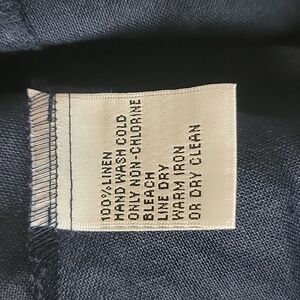 100% LINEN
HAND WASH COLD
ONLY NON-CHLORINE
BLEACH
LINE DRY
WARM IRON
OR DRY CLEAN